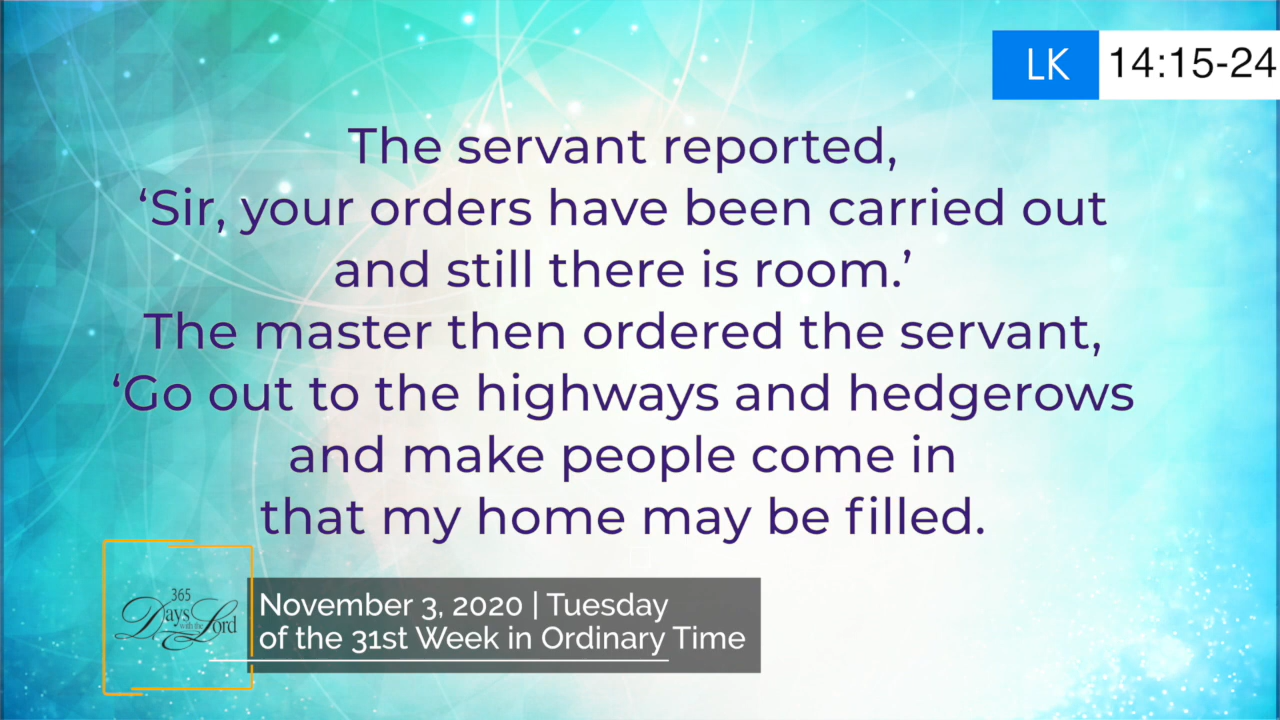 LK 14:15-24
The servant reported,
‘Sir, your orders have been carried out
and still there is room.’
The master then ordered the servant,
‘Go out to the highways and hedgerows
and make people come in
that my home may be filled.
365
Days with the Lord
November 3, 2020 | Tuesday
of the 31st Week in Ordinary Time